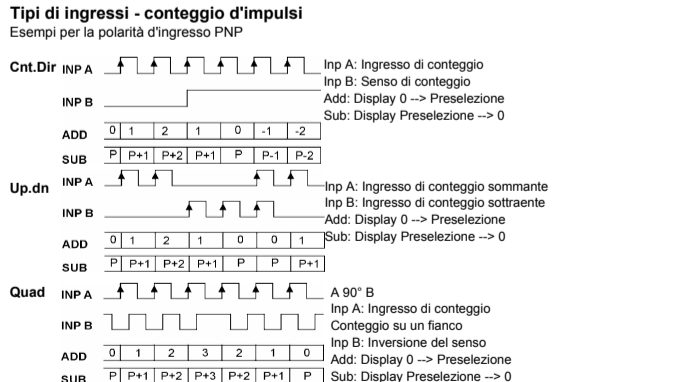 Tipi di ingressi - conteggio d'impulsi
Esempi per la polarità d'ingresso PNP
Cnt.Dir INP A
Inp A: Ingresso di conteggio
Inp B: Senso di conteggio
INP B
Add: Display 0 --> Preselezione
Sub: Display Preselezione --> 0
ADD 0 1 2 1 0 -1 -2
SUB P P+1 P+2 P+1 P P-1 P-2
Up.dn INP A
Inp A: Ingresso di conteggio sommante
INP B
Inp B: Ingresso di conteggio sottraente
Add: Display 0 --> Preselezione
ADD 0 1 2 1 0 0 1
Sub: Display Preselezione --> 0
SUB P P+1 P+2 P+1 P P P+1
Quad INP A
A 90° B
Inp A: Ingresso di conteggio
INP B
Conteggio su un fianco
Inp B: Inversione del senso
ADD 0 1 2 3 2 1 0
Add: Display 0 --> Preselezione
SUB P P+1 P+2 P+3 P+2 P+1 P
Sub: Display Preselezione --> 0